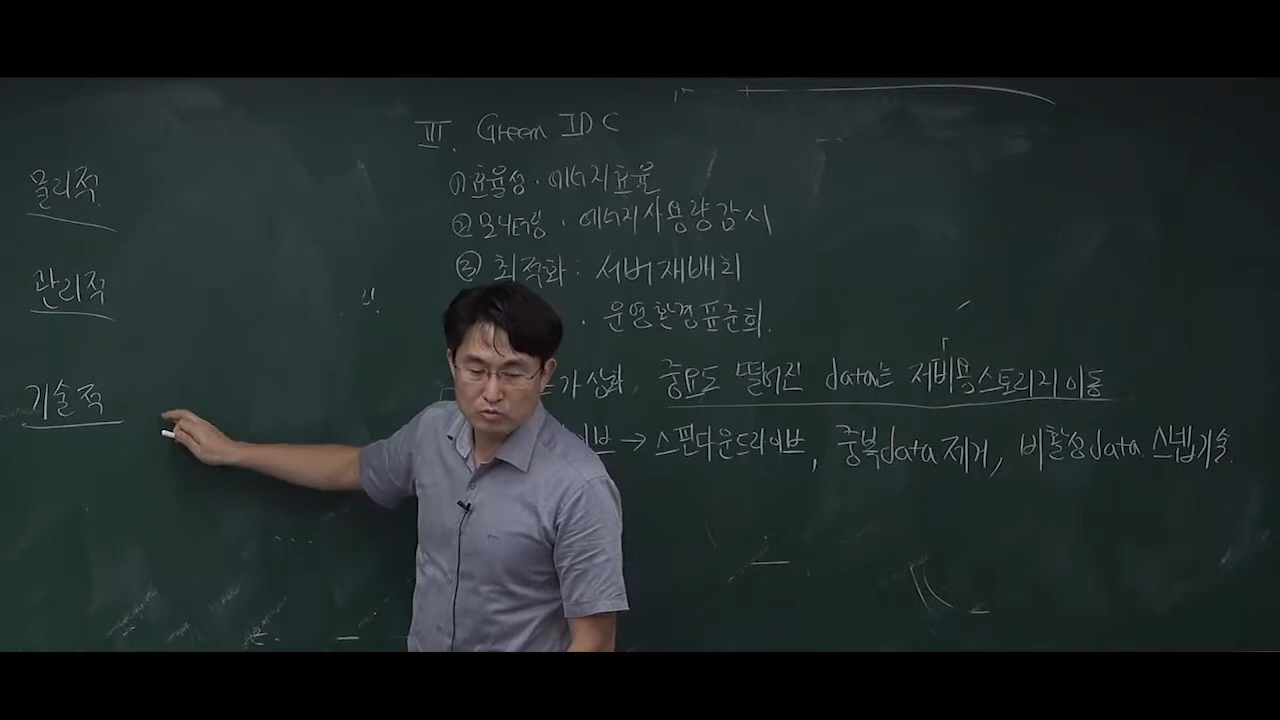 물리적
관리적
기술적
III. Green IDC
① 효율성 · 에너지효율
② 모니터링 · 에너지사용량감시
③ 최적화 : 서버재배치
· 운영환경표준화.
가상화, 중요도 떨어진 data는 저비용스토리지이동
이브 → 스핀다운드라이브, 중복data제거, 비활성data 스냅기술.